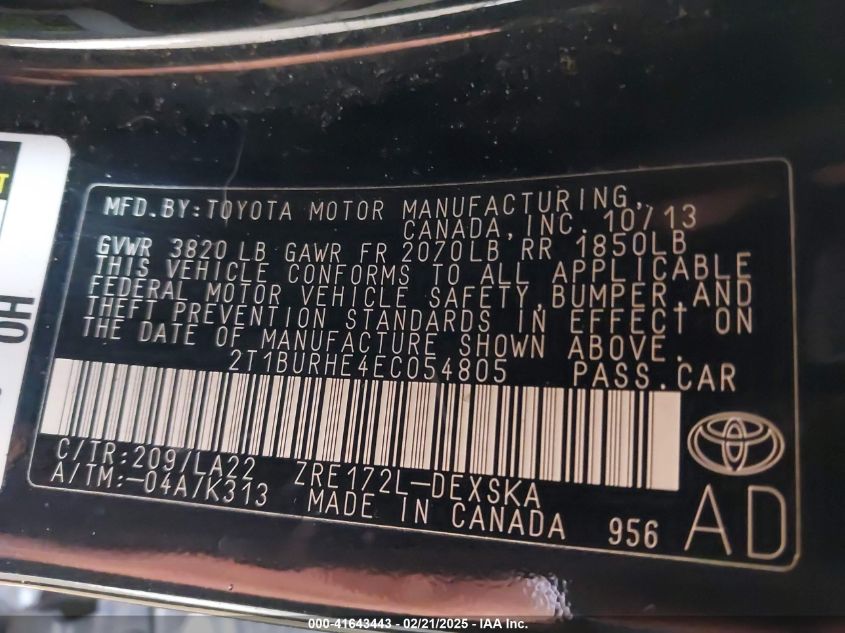 T
HO
MFD.BY:TOYOTA MOTOR MANUFACTURING,
CANADA,INC. 10/13
GVWR 3820 LB GAWR FR 2070LB RR 1850LB
THIS VEHICLE CONFORMS TO ALL APPLICABLE
FEDERAL MOTOR VEHICLE SAFETY,BUMPER,AND
THEFT PREVENTION STANDARDS IN EFFECT ON
THE DATE OF MANUFACTURE SHOWN ABOVE.
2T1BURHE4EC054805 PASS.CAR
C/TR:209/LA22 ZRE172L-DEXSKA
A/TM:-04A/K313 MADE IN CANADA 956 AD
000-41643443 - 02/21/2025 - IAA Inc.